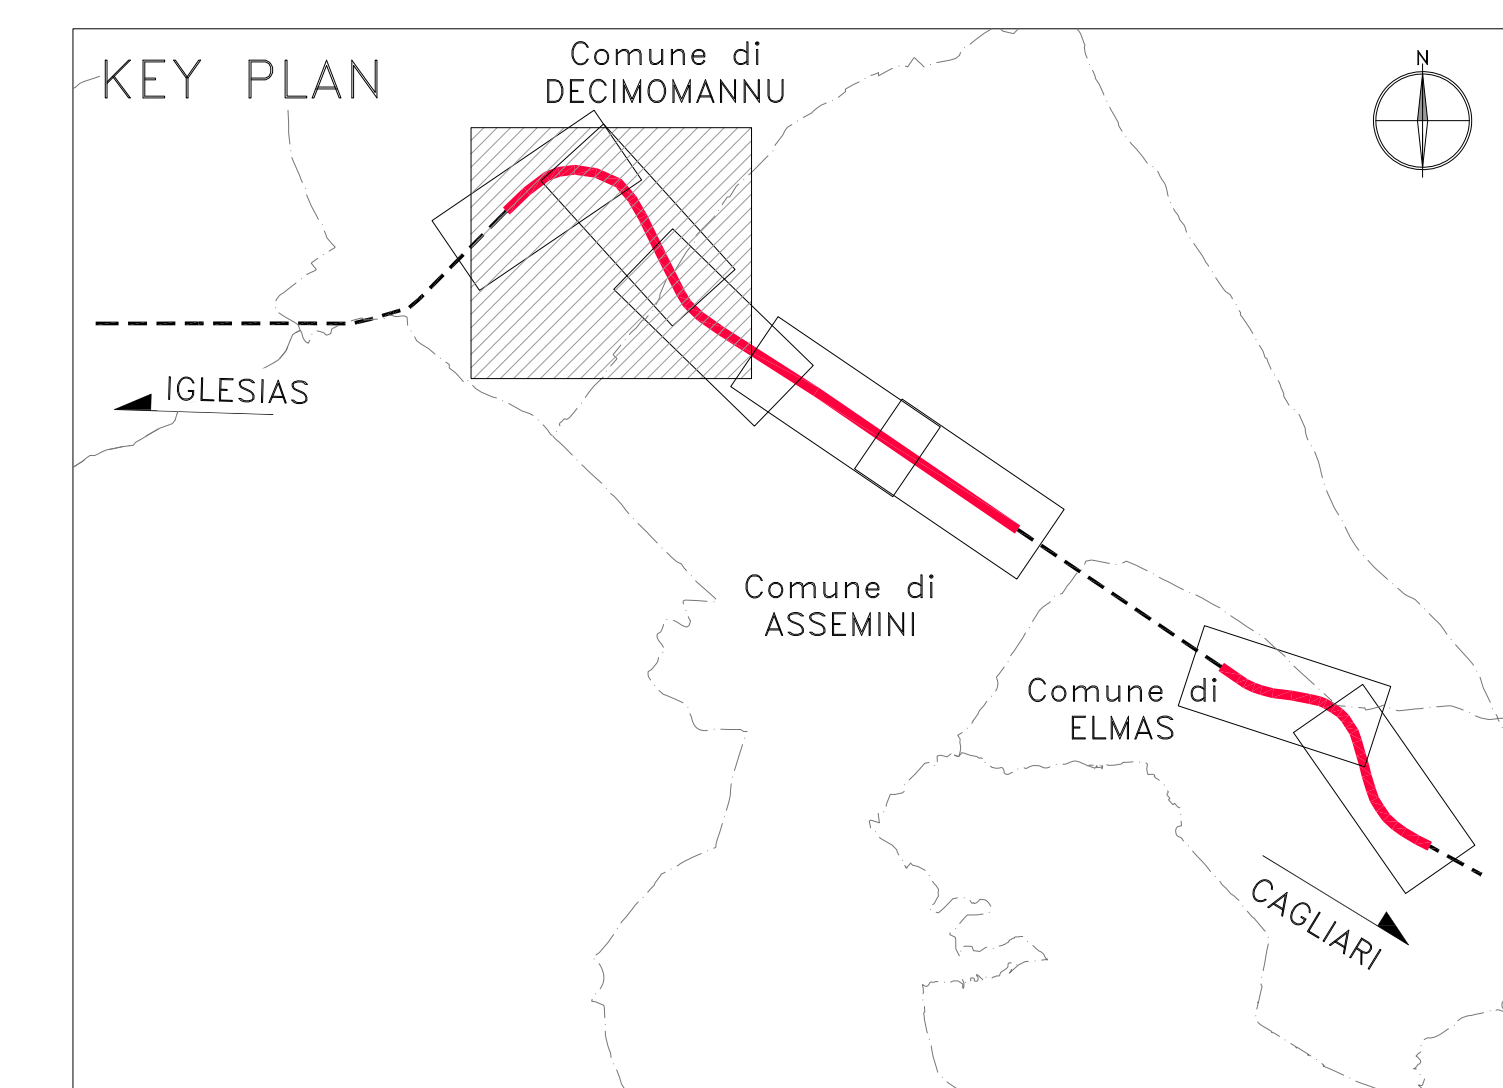 KEY PLAN
Comune di
DECIMOMANNU
N
IGLESIAS
Comune di
ASSEMINI
Comune di
ELMAS
CAGLIARI